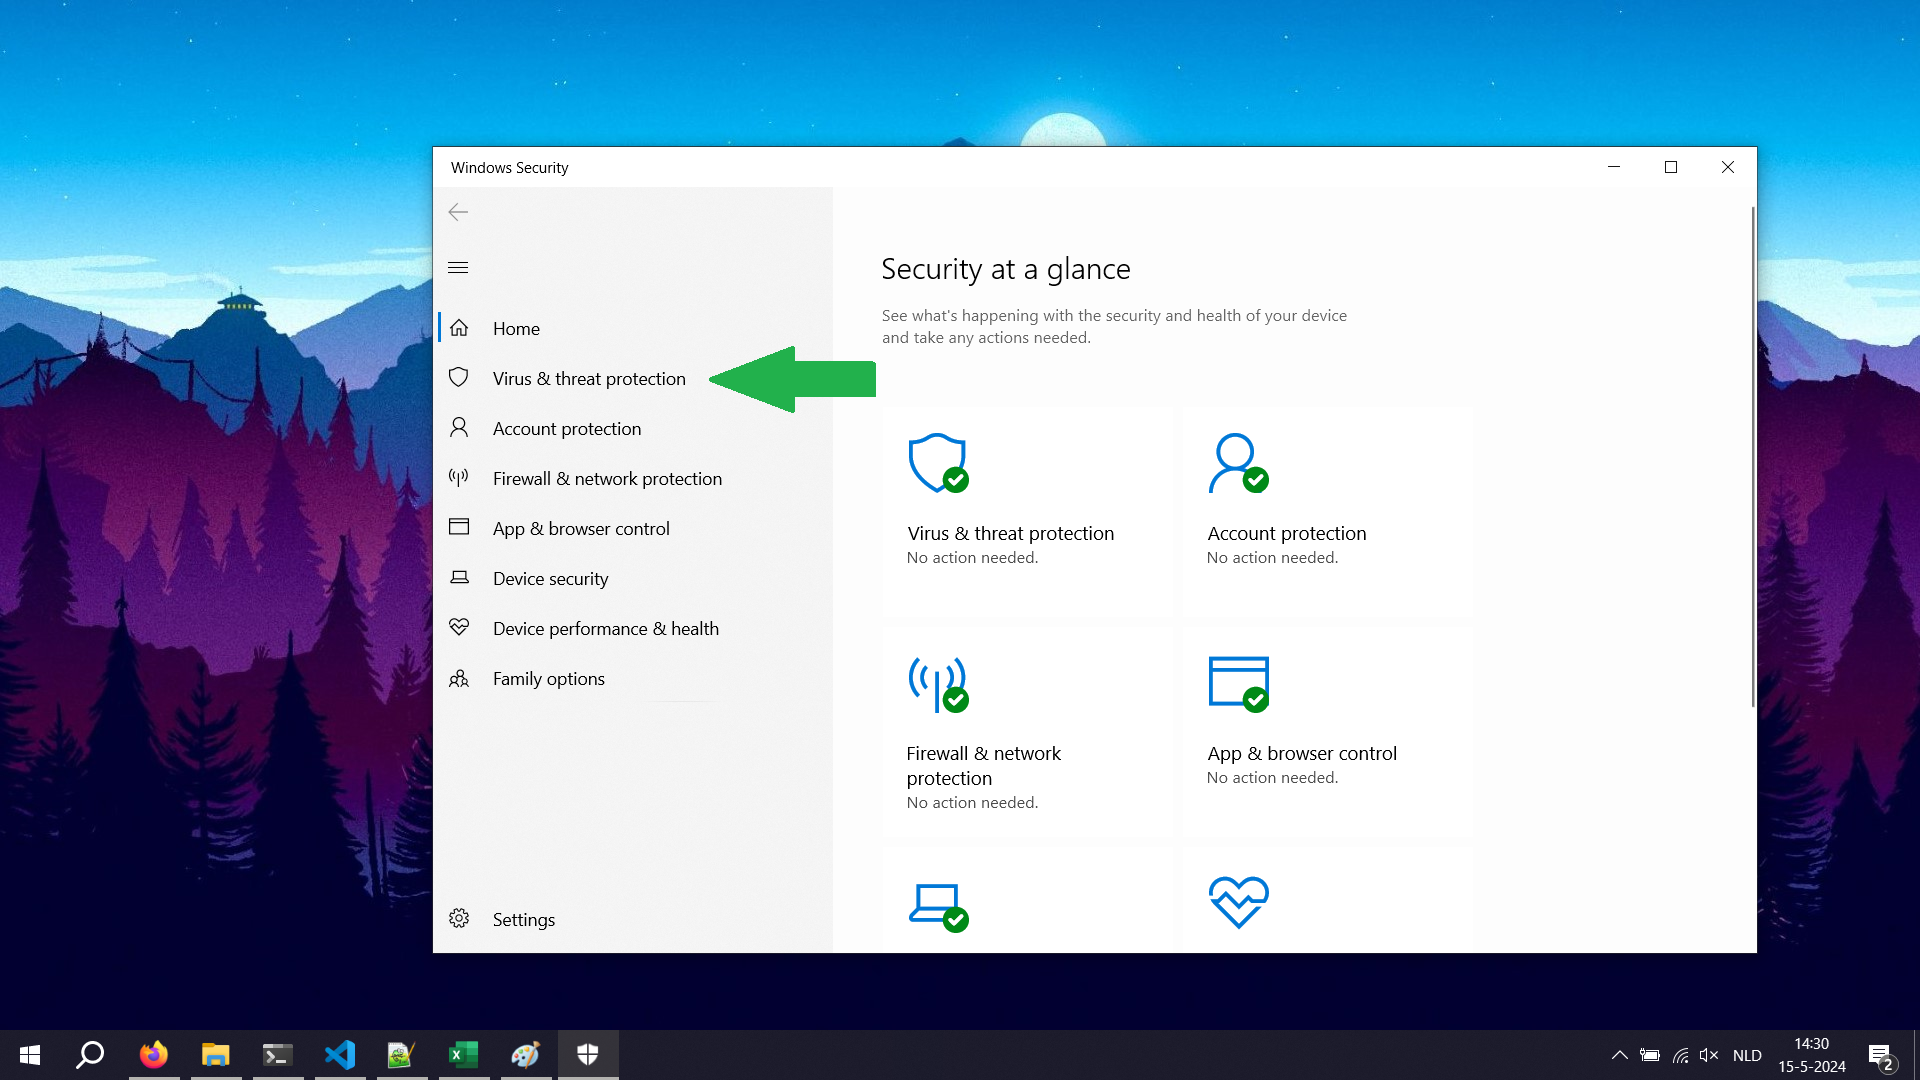 Windows Security
Home
Virus & threat protection
Account protection
Firewall & network protection
App & browser control
Device security
Device performance & health
Family options
Settings
Security at a glance
See what's happening with the security and health of your device
and take any actions needed.
Virus & threat protection
No action needed.
Account protection
No action needed.
Firewall & network
protection
No action needed.
App & browser control
No action needed.
NLD
14:30
15-5-2024
2